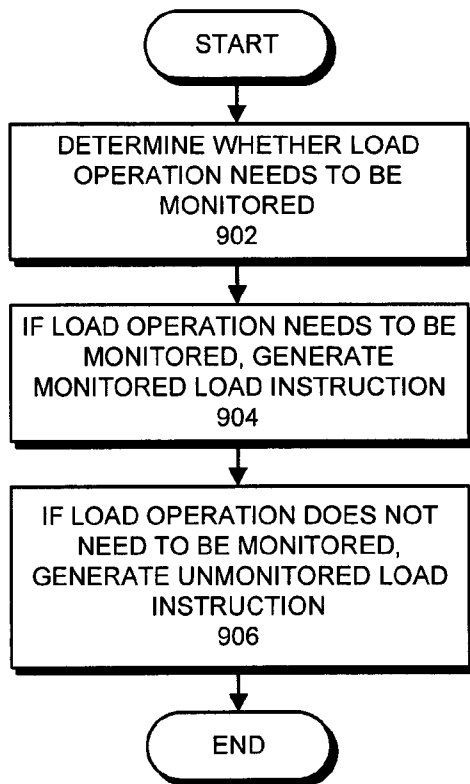 START
DETERMINE WHETHER LOAD
OPERATION NEEDS TO BE
MONITORED
902
IF LOAD OPERATION NEEDS TO BE
MONITORED, GENERATE
MONITORED LOAD INSTRUCTION
904
IF LOAD OPERATION DOES NOT
NEED TO BE MONITORED,
GENERATE UNMONITORED LOAD
INSTRUCTION
906
END